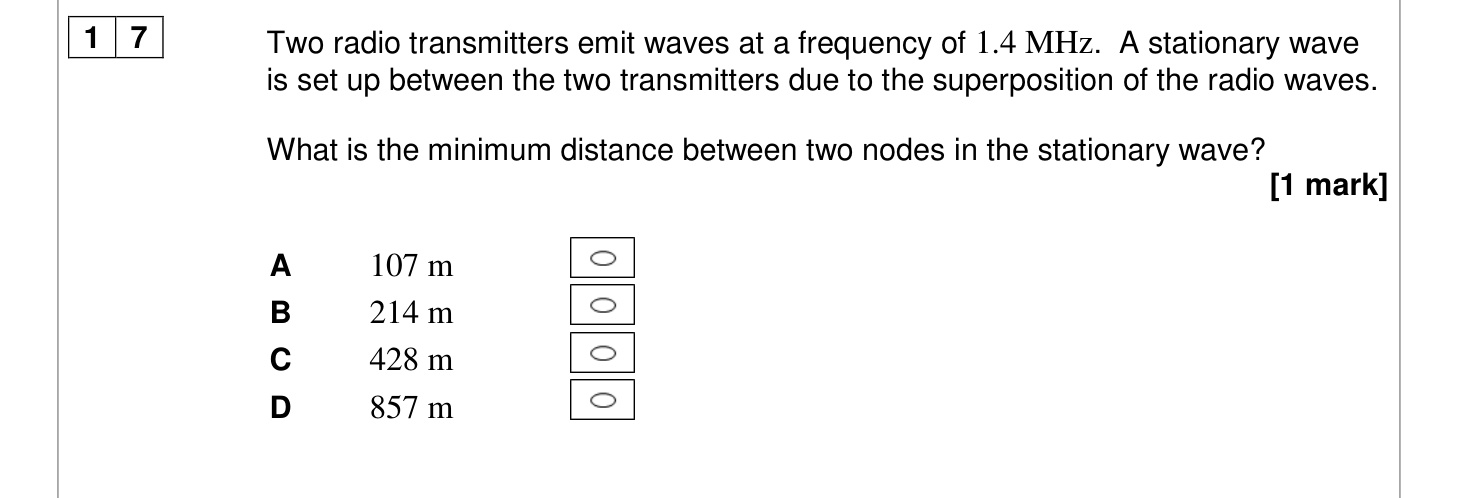 1 7
Two radio transmitters emit waves at a frequency of 1.4 MHz. A stationary wave
is set up between the two transmitters due to the superposition of the radio waves.
What is the minimum distance between two nodes in the stationary wave?
[1 mark]
A 107 m
B 214 m
C 428 m
D 857 m